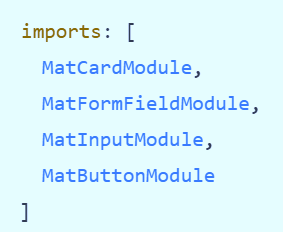 imports: [
  MatCardModule,
  MatFormFieldModule,
  MatInputModule,
  MatButtonModule
]